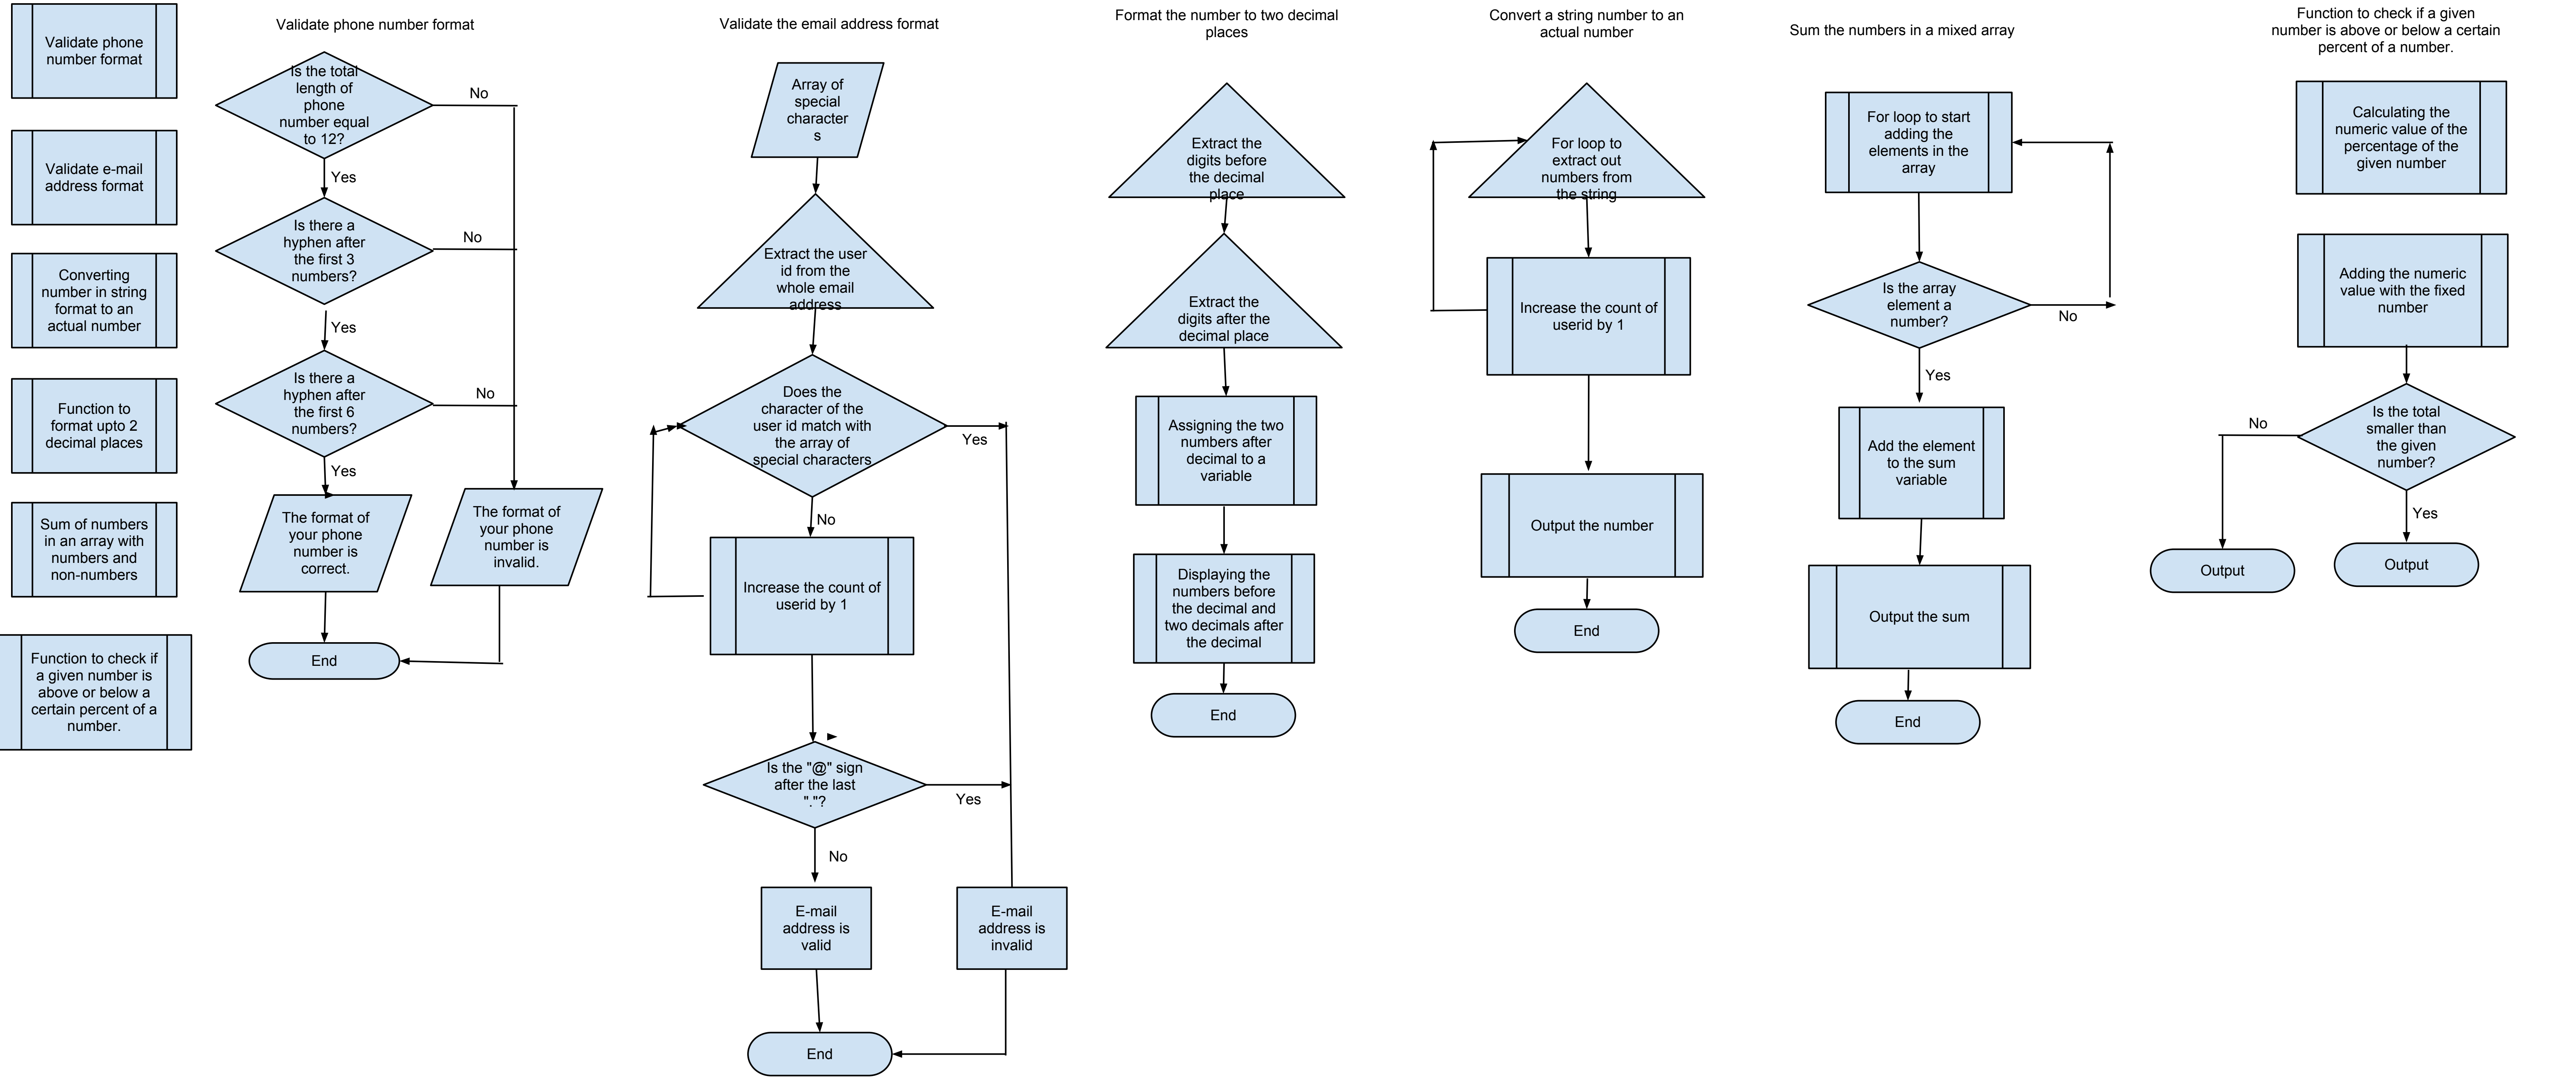 Validate phone
number format
Validate e-mail
address format
Converting
number in string
format to an
actual number
Function to
format upto 2
decimal places
Sum of numbers
in an array with
numbers and
non-numbers
Function to check if
a given number is
above or below a
certain percent of a
number.
Validate phone number format
Is the total
length of
phone
number equal
to 12?
No
Yes
Is there a
hyphen after
the first 3
numbers?
No
Yes
Is there a
hyphen after
the first 6
numbers?
No
Yes
The format of
your phone
number is
correct.
The format of
your phone
number is
invalid.
End
Validate the email address format
Array of
special
character
s
Extract the user
id from the
whole email
address
Does the
character of the
user id match with
the array of
special characters
Yes
No
Increase the count of
userid by 1
Is the "@" sign
after the last
"."?
Yes
No
E-mail
address is
valid
E-mail
address is
invalid
End
Format the number to two decimal
places
Extract the
digits before
the decimal
place
Extract the
digits after the
decimal place
Assigning the two
numbers after
decimal to a
variable
Displaying the
numbers before
the decimal and
two decimals after
the decimal
End
Convert a string number to an
actual number
For loop to
extract out
numbers from
the string
Increase the count of
userid by 1
Output the number
End
Sum the numbers in a mixed array
For loop to start
adding the
elements in the
array
Is the array
element a
number?
No
Yes
Add the element
to the sum
variable
Output the sum
End
Function to check if a given
number is above or below a certain
percent of a number.
Calculating the
numeric value of the
percentage of the
given number
Adding the numeric
value with the fixed
number
Is the total
smaller than
the given
number?
No
Yes
Output
Output